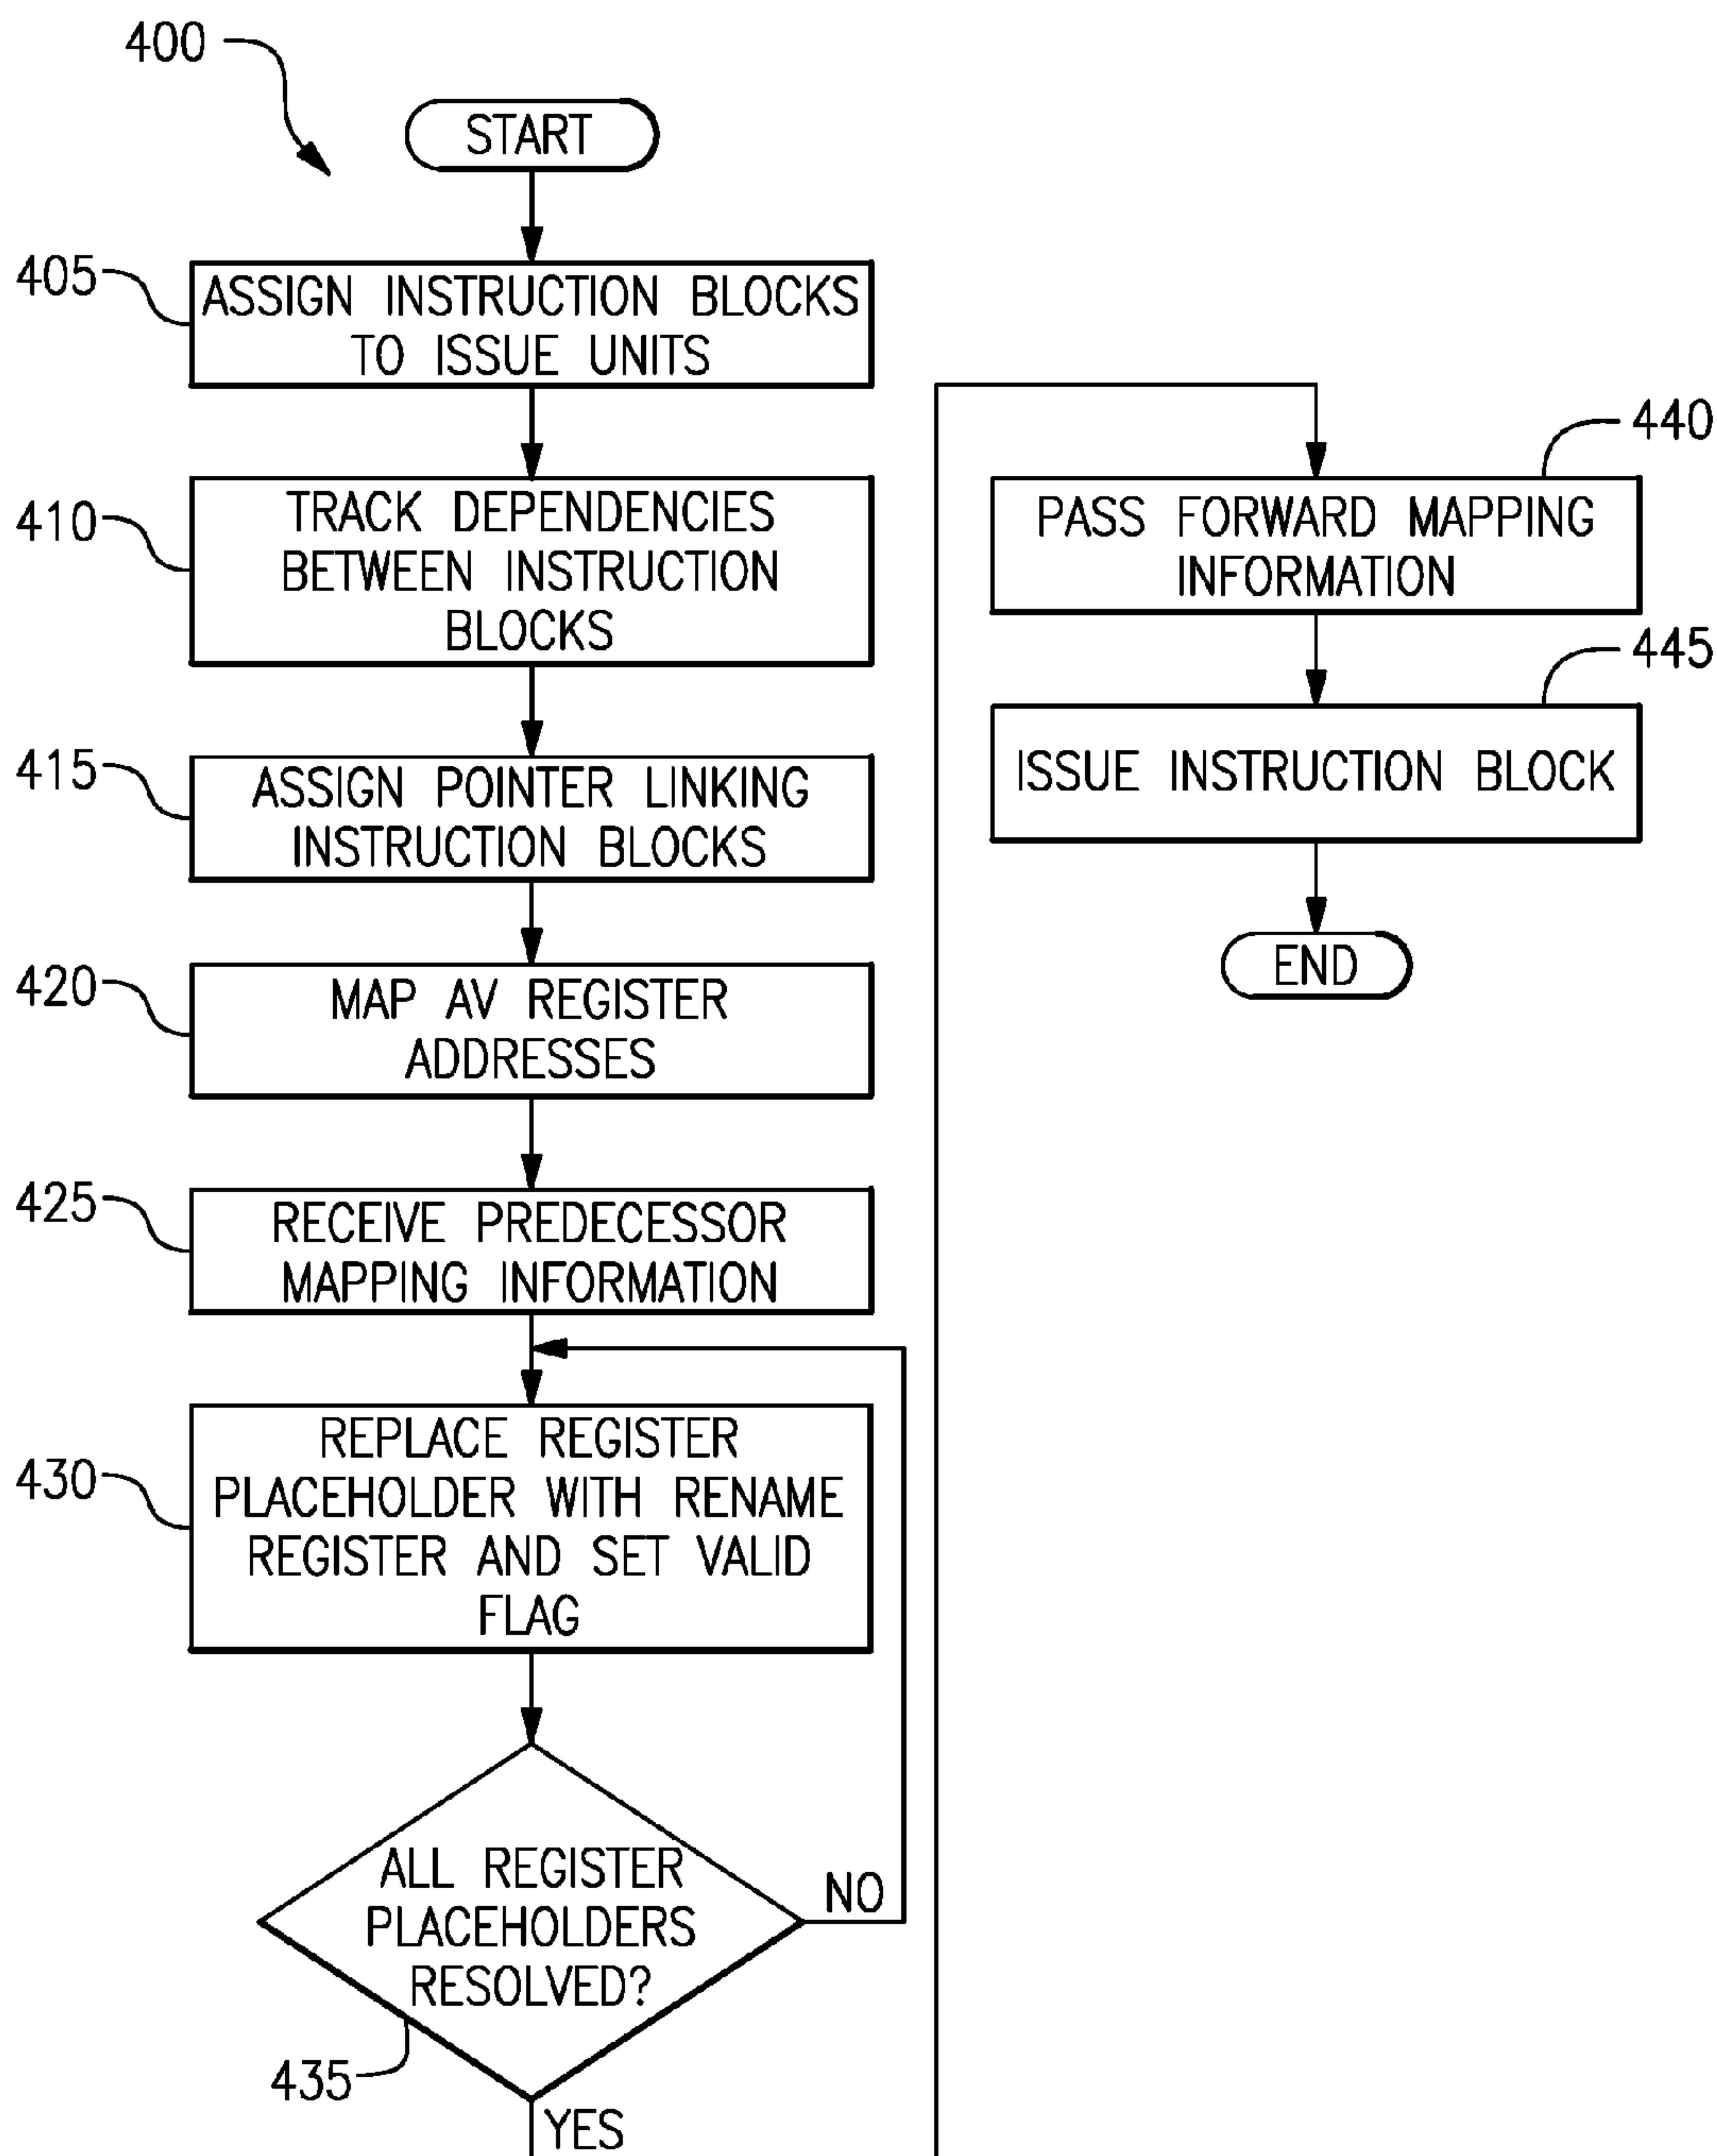 400
START
405
ASSIGN INSTRUCTION BLOCKS
TO ISSUE UNITS
410
TRACK DEPENDENCIES
BETWEEN INSTRUCTION
BLOCKS
415
ASSIGN POINTER LINKING
INSTRUCTION BLOCKS
420
MAP AV REGISTER
ADDRESSES
425
RECEIVE PREDECESSOR
MAPPING INFORMATION
430
REPLACE REGISTER
PLACEHOLDER WITH RENAME
REGISTER AND SET VALID
FLAG
ALL REGISTER
PLACEHOLDERS
RESOLVED?
NO
435
YES
440
PASS FORWARD MAPPING
INFORMATION
445
ISSUE INSTRUCTION BLOCK
END